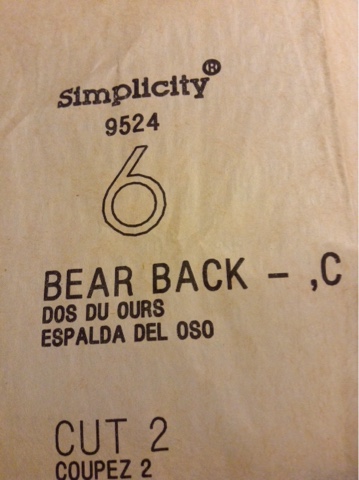 simplicity®
9524
6
BEAR BACK - ,C
DOS DU OURS
ESPALDA DEL OSO
CUT 2
COUPEZ 2